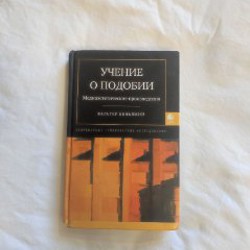 УЧЕНИЕ
О ПОДОБИИ
Медиаэстетические произведения
ВАЛЬТЕР БЕНЬЯМИН